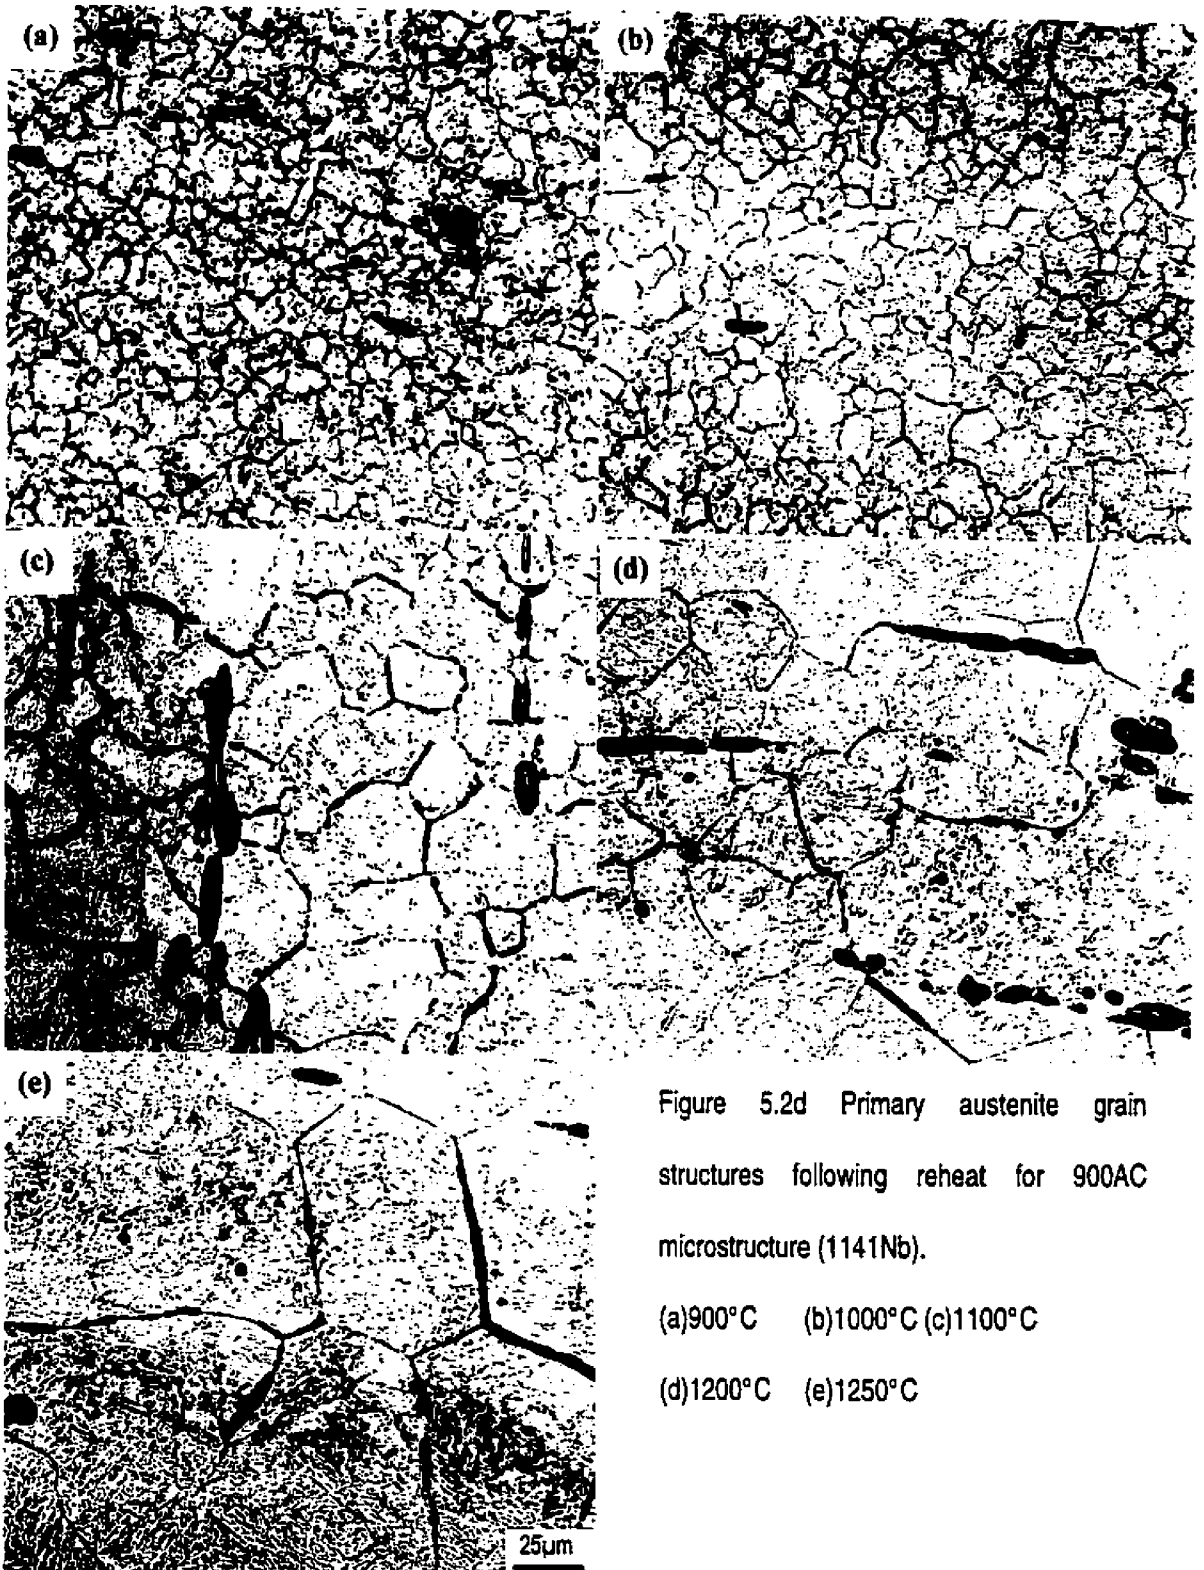 (a)
(b)
(c)
(d)
(e)
Figure 5.2d Primary austenite grain
structures following reheat for 900AC
microstructure (1141Nb).
(a)900°C (b)1000°C (c)1100°C
(d)1200°C (e)1250°C
25µm